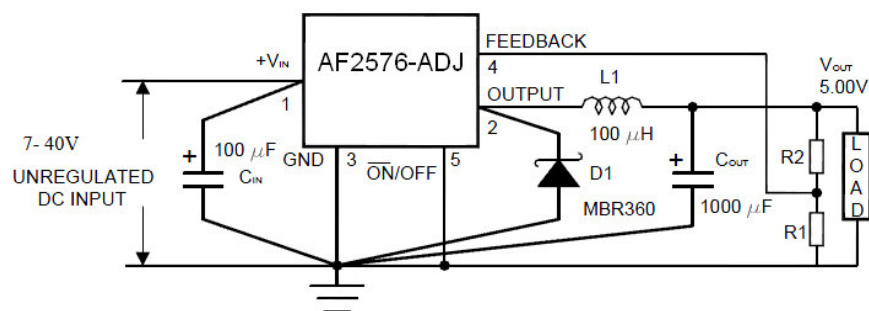 +VIN
AF2576-ADJ
FEEDBACK
4
L1
VOUT
5.00V
1
OUTPUT
2
100 μH
7- 40V
UNREGULATED
DC INPUT
+
100 μF
CIN
GND
3
ON/OFF
5
D1
MBR360
+
COUT
1000 μF
R2
R1
LOAD